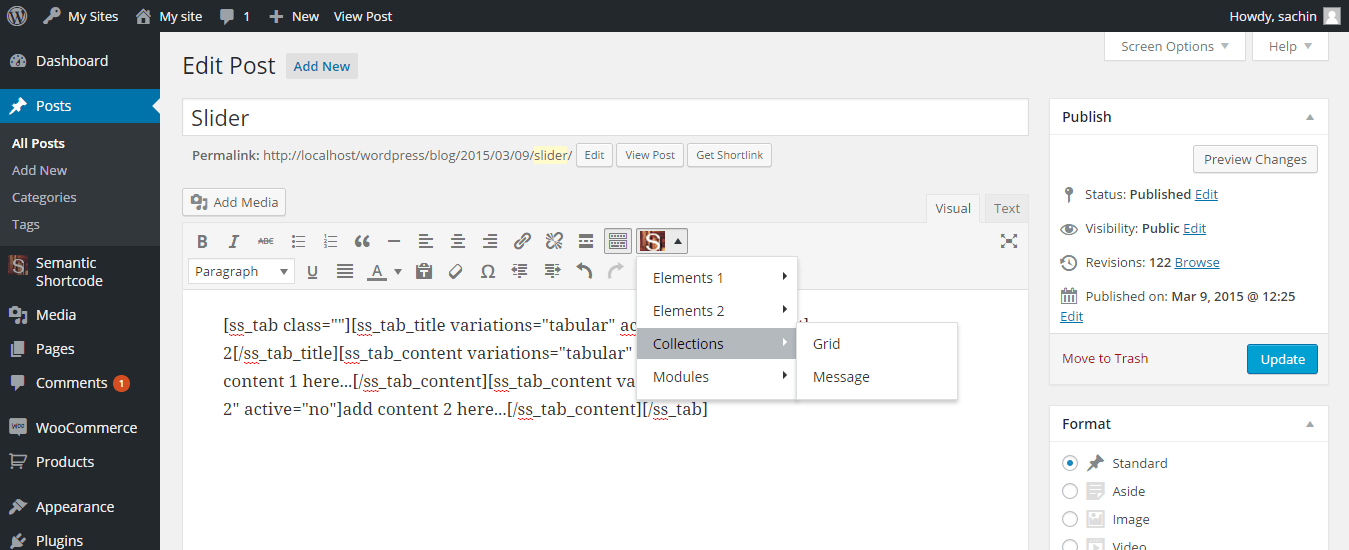 My Sites My site 1 New View Post Howdy, sachin
Dashboard
Posts
All Posts
Add New
Categories
Tags
Semantic
Shortcode
Media
Pages
Comments 1
WooCommerce
Products
Appearance
Plugins
Screen Options Help
Edit Post Add New
Slider
Permalink: http://localhost/wordpress/blog/2015/03/09/slider/ Edit View Post Get Shortlink
Add Media Visual Text
B I ABC
Paragraph U A Ω
Elements 1
Elements 2
Collections
Modules
Grid
Message
[ss_tab class=""][ss_tab_title variations="tabular"
2[/ss_tab_title][ss_tab_content variations="tabular"
content 1 here...[/ss_tab_content][ss_tab_content
2" active="no"]add content 2 here...[/ss_tab_content][/ss_tab]
Publish
Preview Changes
Status: Published Edit
Visibility: Public Edit
Revisions: 122 Browse
Published on: Mar 9, 2015 @ 12:25
Edit
Move to Trash Update
Format
Standard
Aside
Image
Video